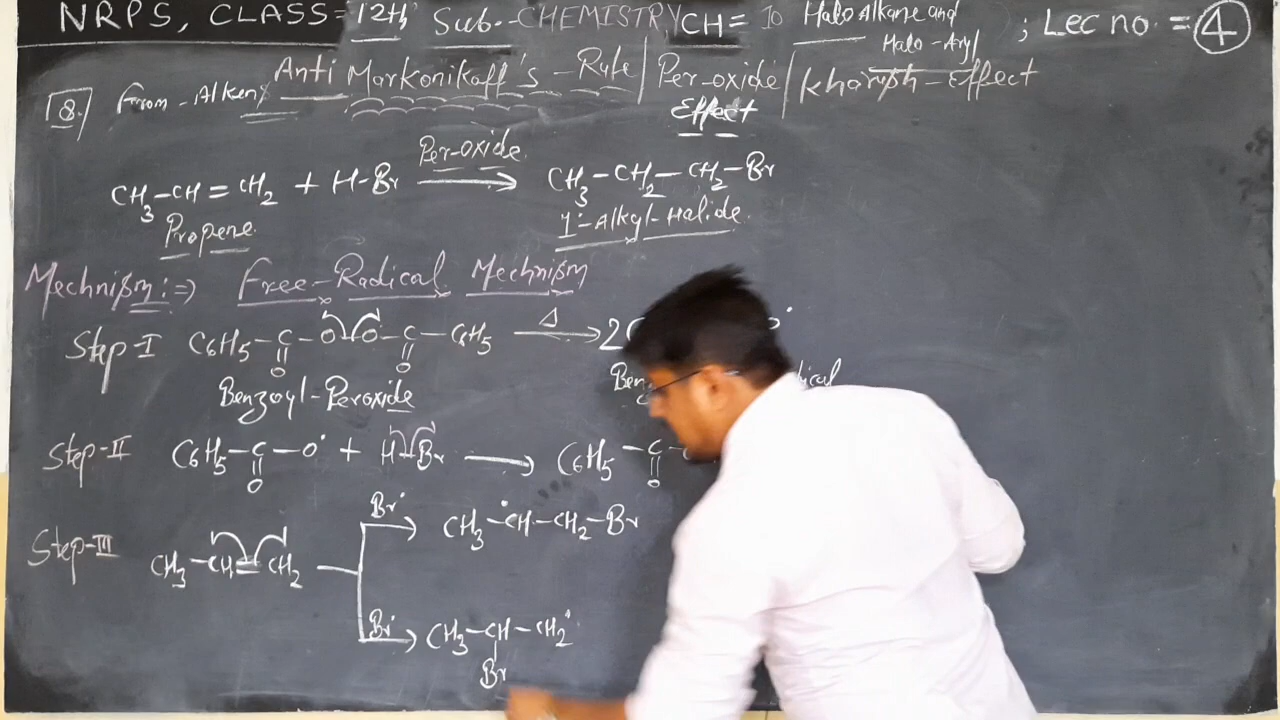 NRPS, CLASS=12th Sub.-CHEMISTRY, CH= 10 Halo Alkane and Halo-Aryl ; Lec no. = 4
8. From-Alken, Anti Markonikoff's-Rule / Per-oxide Effect / Kharash-Effect
CH3-CH=CH2 + H-Br Per-oxide → CH3-CH2-CH2-Br
Propene 1°-Alkyl-Halide
Mechnism:⇒ Free-Radical Mechnism
Step-I C6H5-C-O-O-C-C6H5 Δ → 2
|| ||
O O
Benzoyl-Peroxide
Step-II C6H5-C-O• + H-Br → C6H5-C-
|| ||
O O
Br• → CH3-•CH-CH2-Br
Step-III CH3-CH=CH2
Br• → CH3-CH-CH2•
|
Br